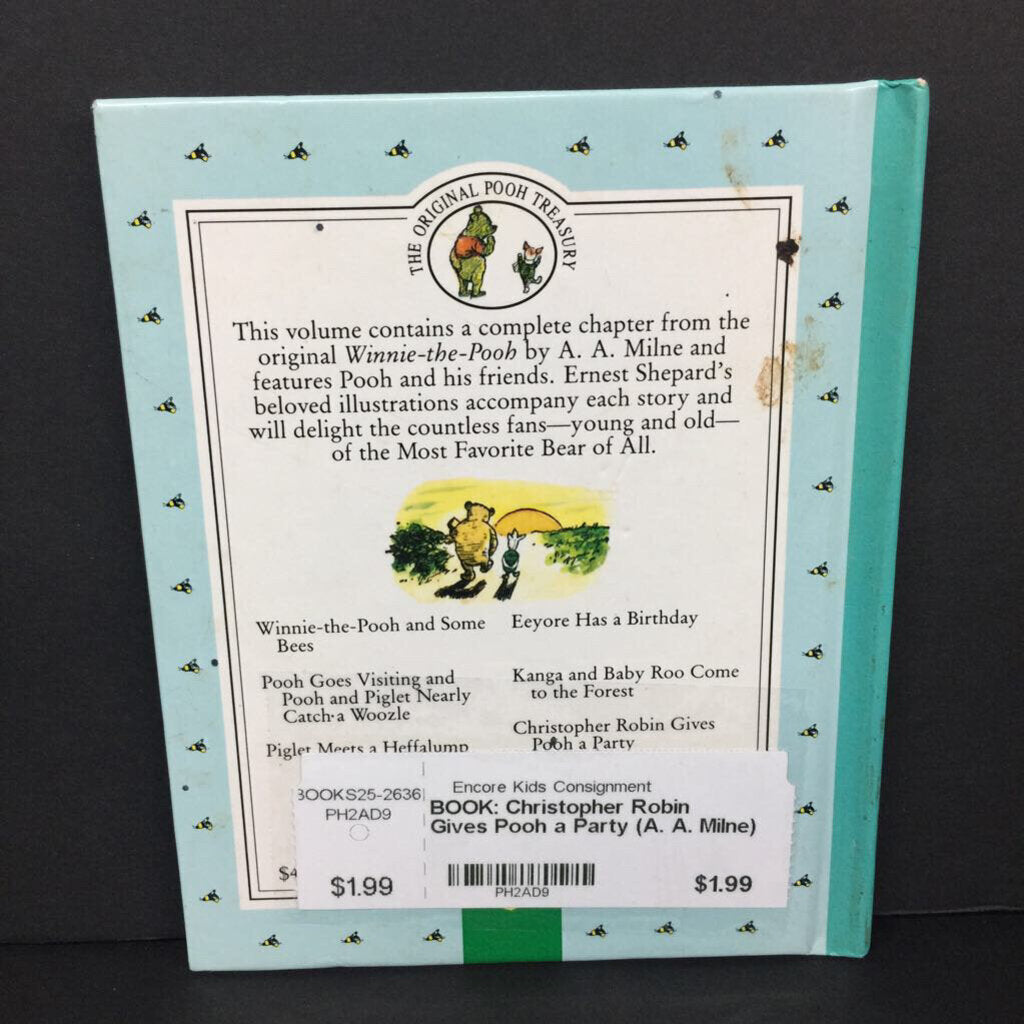 THE ORIGINAL POOH TREASURY
This volume contains a complete chapter from the
original Winnie-the-Pooh by A. A. Milne and
features Pooh and his friends. Ernest Shepard's
beloved illustrations accompany each story and
will delight the countless fans—young and old—
of the Most Favorite Bear of All.
Winnie-the-Pooh and Some
Bees
Pooh Goes Visiting and
Pooh and Piglet Nearly
Catch a Woozle
Piglet Meets a Heffalump
Eeyore Has a Birthday
Kanga and Baby Roo Come
to the Forest
Christopher Robin Gives
Pooh a Party
$4
BOOKS25-2636
PH2AD9
$1.99
Encore Kids Consignment
BOOK: Christopher Robin
Gives Pooh a Party (A. A. Milne)
PH2AD9
$1.99